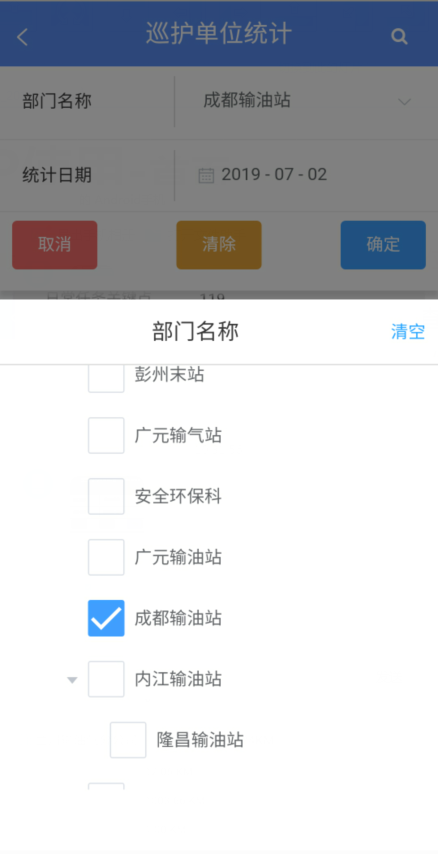 巡护单位统计
部门名称 成都输油站
统计日期 2019 - 07 - 02
取消 清除 确定
部门名称 清空
彭州末站
广元输气站
安全环保科
广元输油站
成都输油站
内江输油站
隆昌输油站